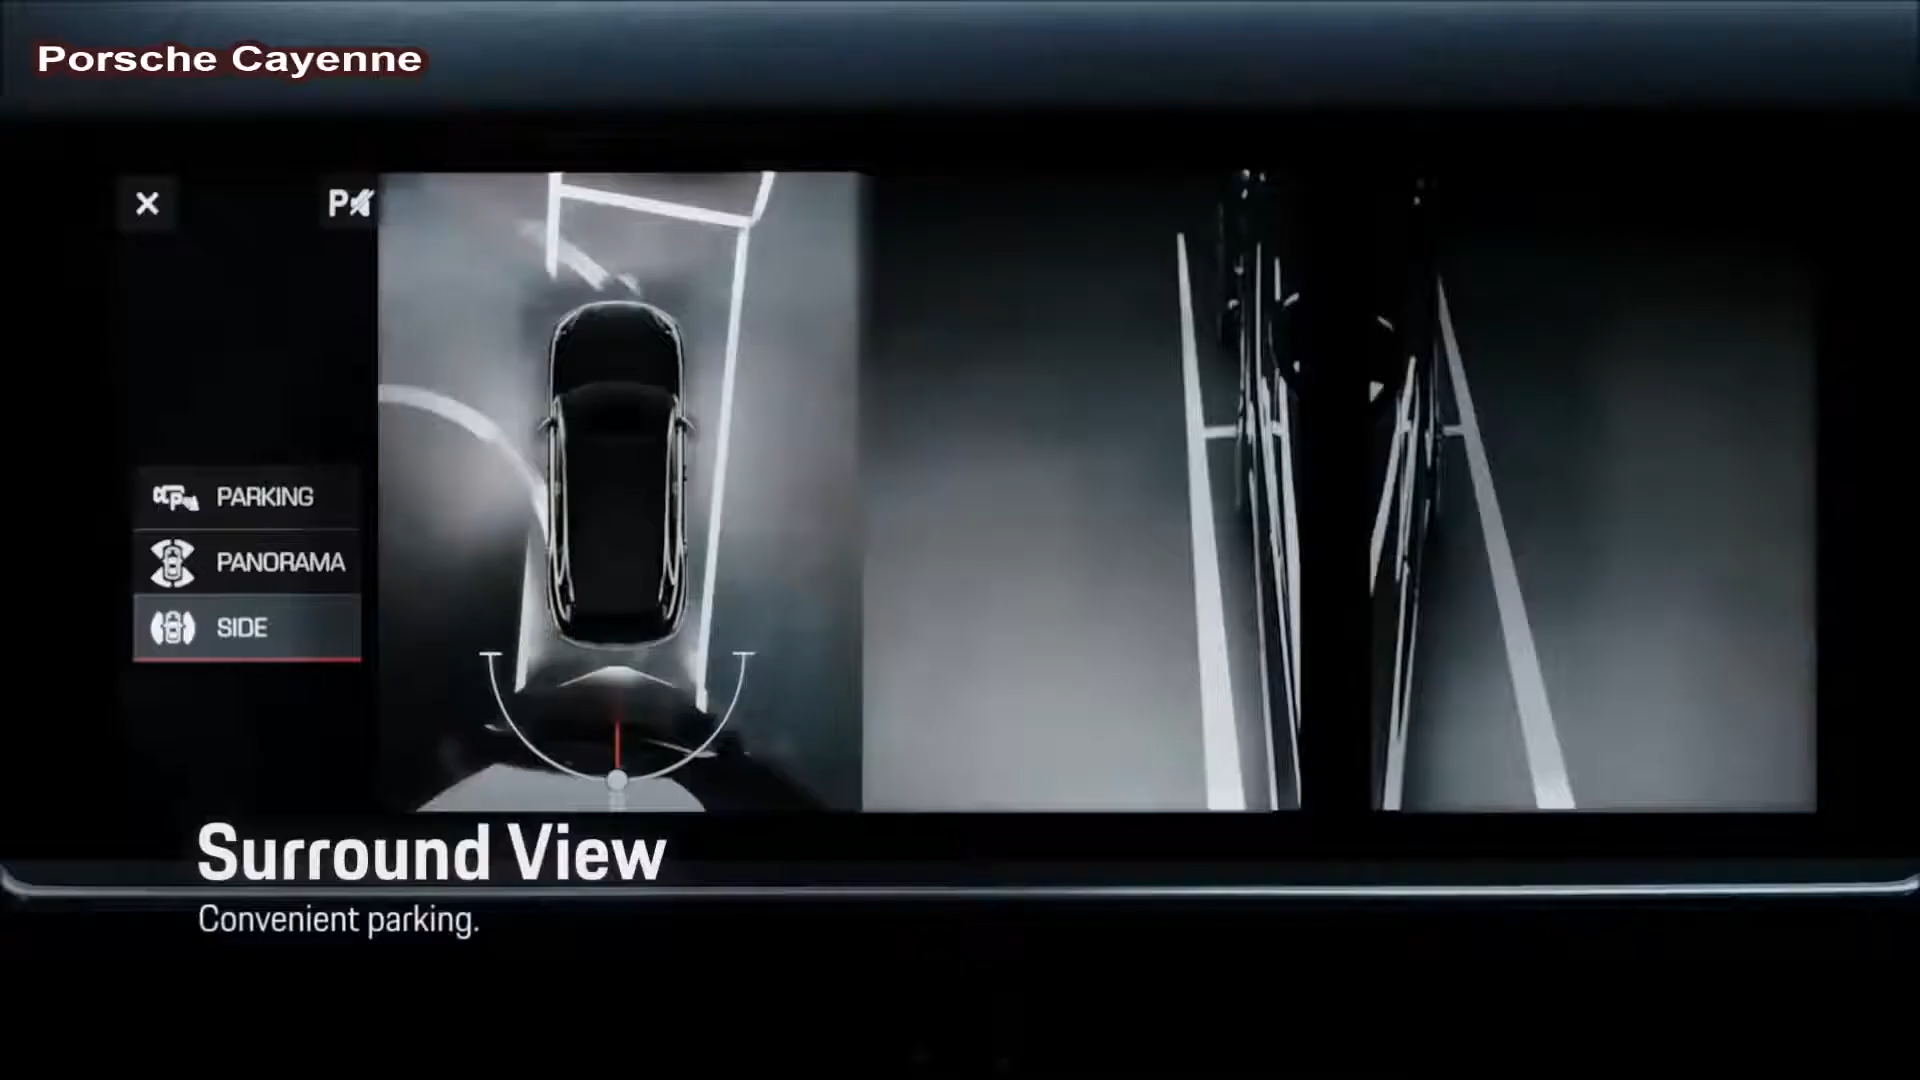 Porsche Cayenne
P
PARKING
PANORAMA
SIDE
Surround View
Convenient parking.